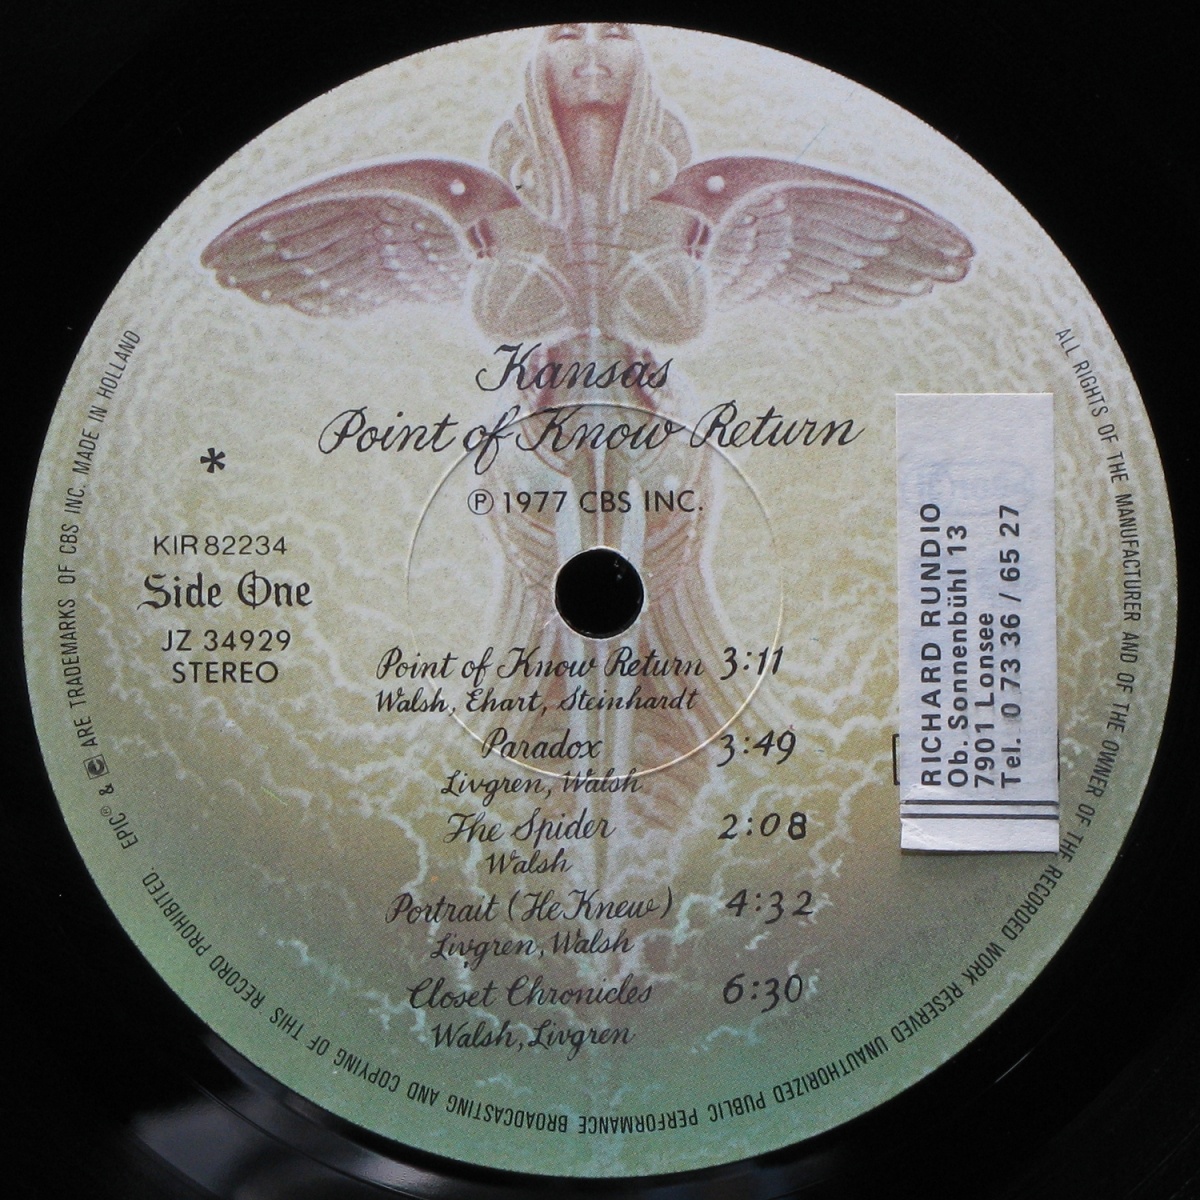 Kansas
Point of Know Return
Ⓟ 1977 CBS INC.
*
KIR 82234
Side One
JZ 34929
STEREO
Point of Know Return 3:11
Walsh, Ehart, Steinhardt
Paradox 3:49
Livgren, Walsh
The Spider 2:08
Walsh
Portrait (He Knew) 4:32
Livgren, Walsh
Closet Chronicles 6:30
Walsh, Livgren
RICHARD RUNDIO
Ob. Sonnenbühl 13
7901 Lonsee
Tel. 0 73 36 / 65 27
ALL RIGHTS OF THE MANUFACTURER AND OF THE OWNER OF THE RECORDED WORK RESERVED UNAUTHORIZED PUBLIC PERFORMANCE BROADCASTING AND COPYING OF THIS RECORD PROHIBITED.
EPIC® & ARE TRADEMARKS OF CBS INC. MADE IN HOLLAND